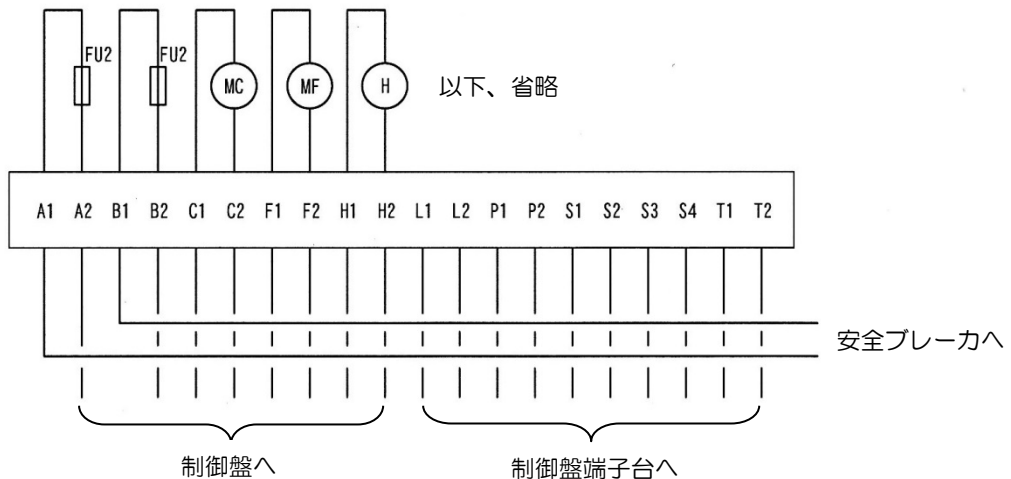 FU2 FU2
MC MF H 以下、省略
A1 A2 B1 B2 C1 C2 F1 F2 H1 H2 L1 L2 P1 P2 S1 S2 S3 S4 T1 T2
安全ブレーカへ
制御盤へ 制御盤端子台へ